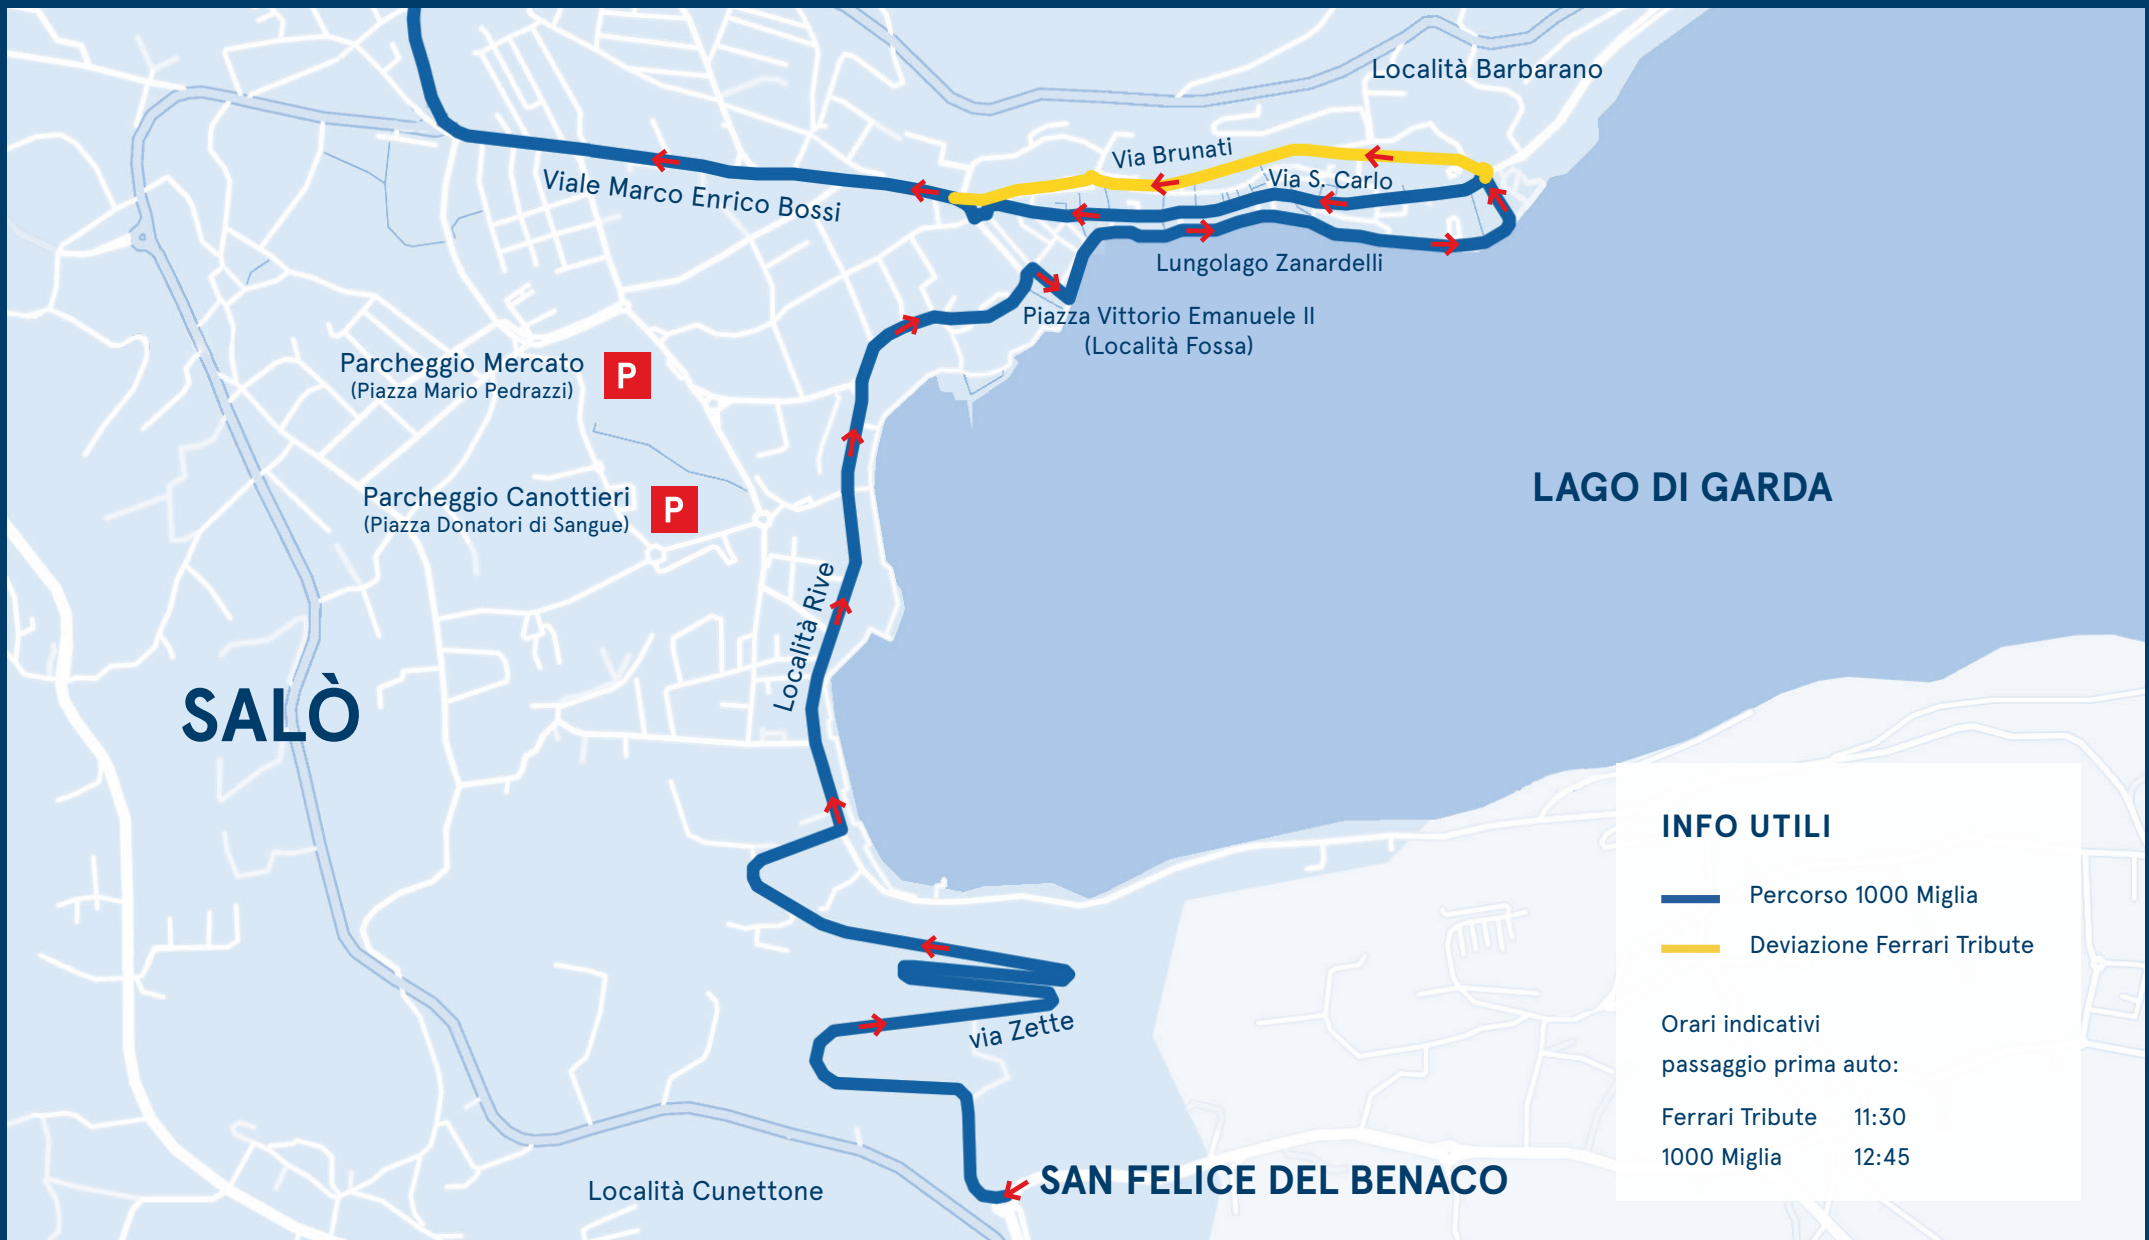 Località Barbarano
Via Brunati
Via S. Carlo
Viale Marco Enrico Bossi
Lungolago Zanardelli
Piazza Vittorio Emanuele II
(Località Fossa)
Parcheggio Mercato
(Piazza Mario Pedrazzi)
P
LAGO DI GARDA
Parcheggio Canottieri
(Piazza Donatori di Sangue)
P
Località Rive
SALÒ
via Zette
SAN FELICE DEL BENACO
Località Cunettone
INFO UTILI
Percorso 1000 Miglia
Deviazione Ferrari Tribute
Orari indicativi
passaggio prima auto:
Ferrari Tribute 11:30
1000 Miglia 12:45